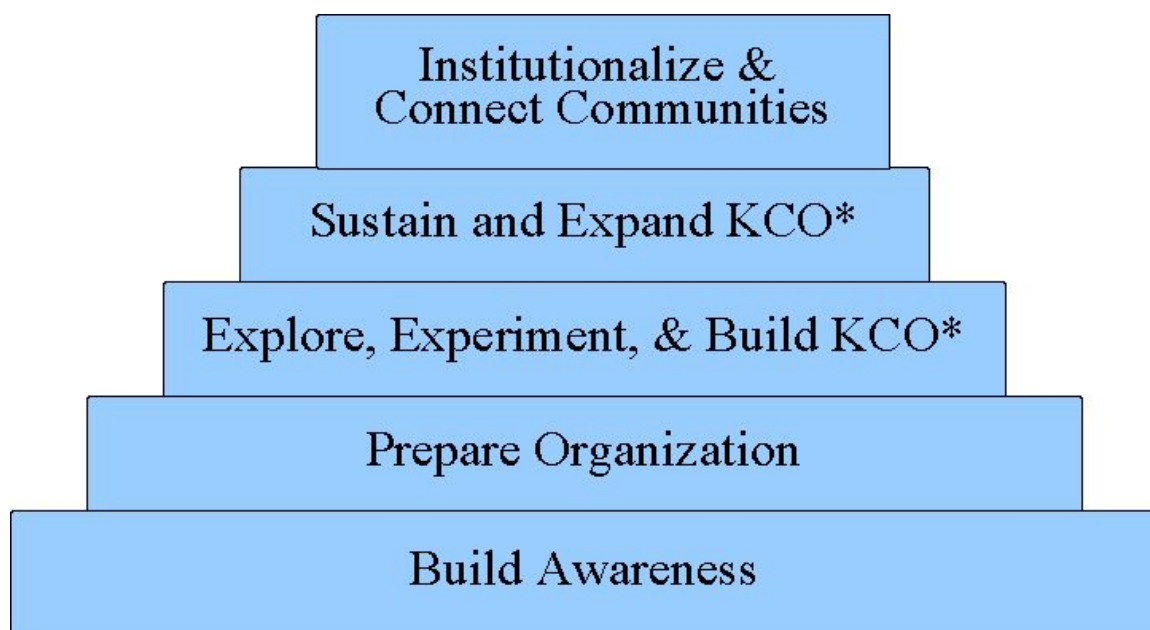 Institutionalize &
Connect Communities
Sustain and Expand KCO*
Explore, Experiment, & Build KCO*
Prepare Organization
Build Awareness